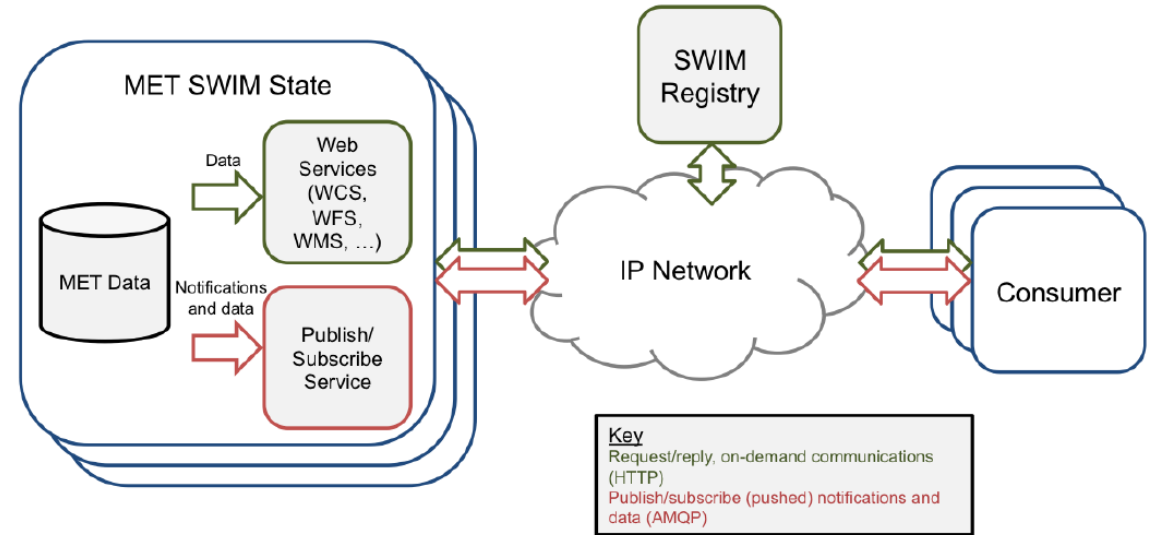 MET SWIM State
SWIM
Registry
Data
Web
Services
(WCS,
WFS,
WMS, …)
MET Data
Notifications
and data
Publish/
Subscribe
Service
IP Network
Consumer
Key
Request/reply, on-demand communications
(HTTP)
Publish/subscribe (pushed) notifications and
data (AMQP)